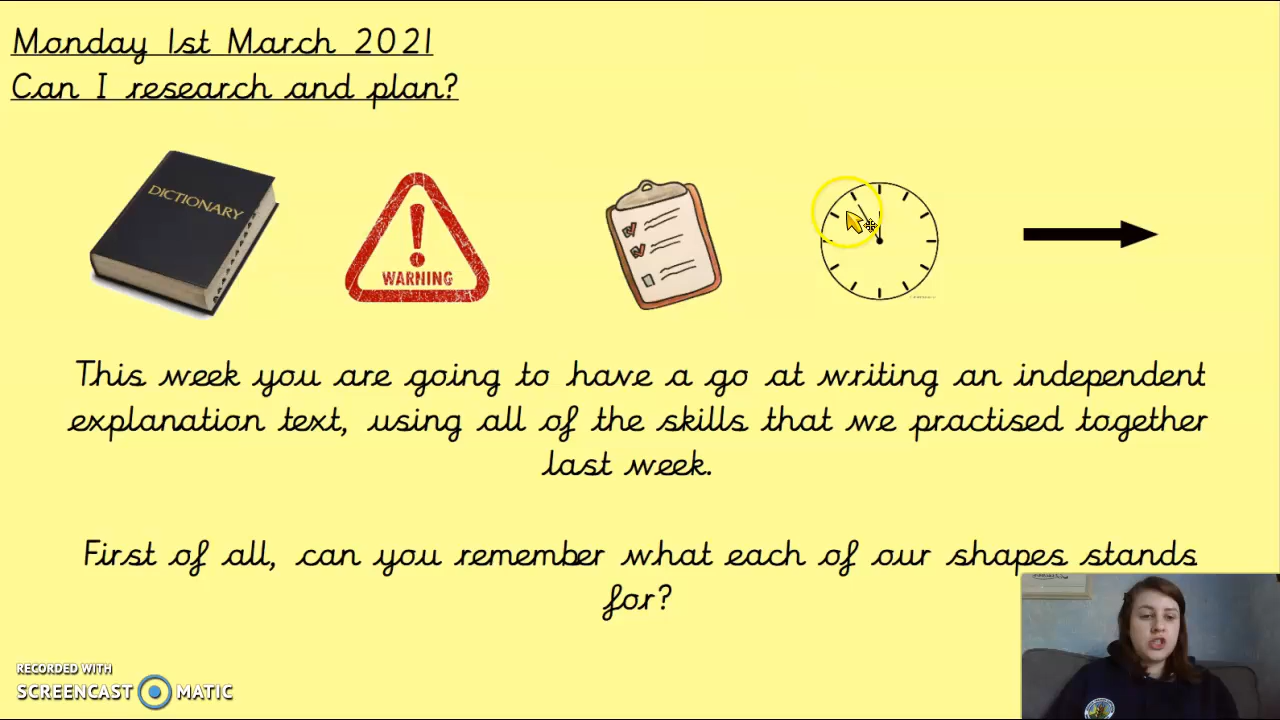 Monday 1st March 2021
Can I research and plan?
DICTIONARY
WARNING
This week you are going to have a go at writing an independent
explanation text, using all of the skills that we practised together
last week.
First of all, can you remember what each of our shapes stands
for?
RECORDED WITH
SCREENCAST MATIC